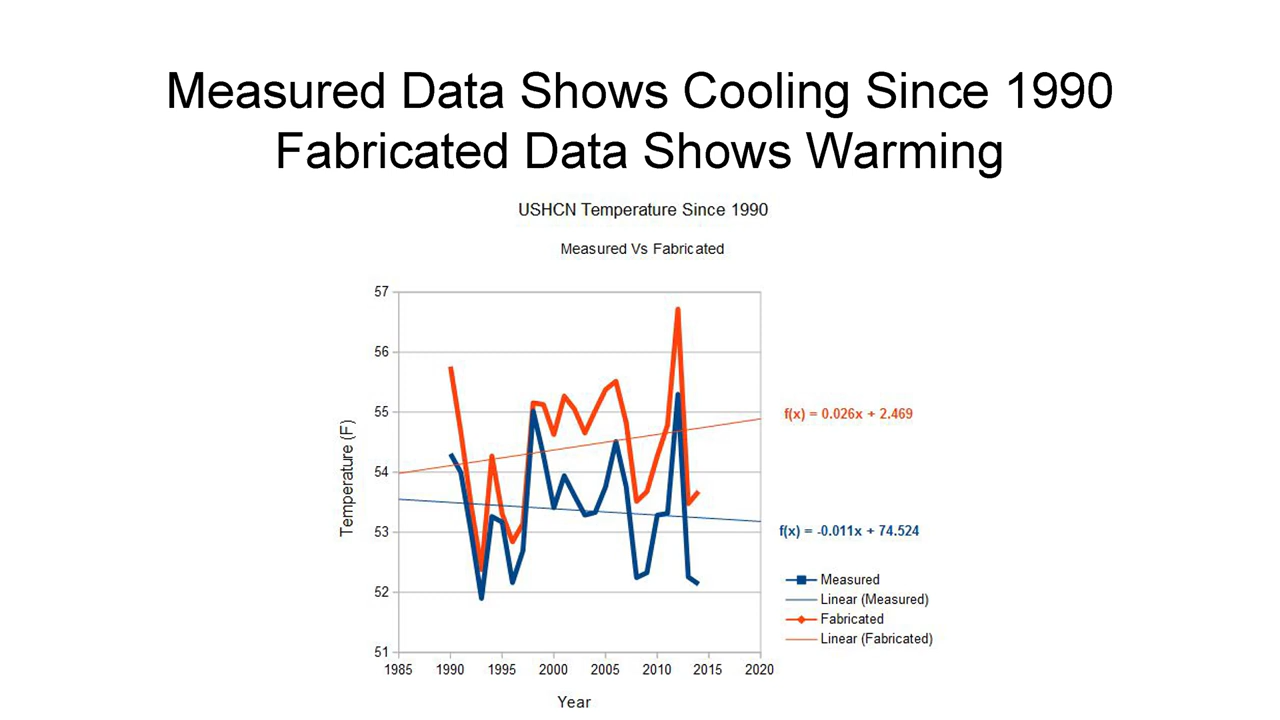 Measured Data Shows Cooling Since 1990
Fabricated Data Shows Warming
USHCN Temperature Since 1990
Measured Vs Fabricated
57
56
55
54
53
52
51
Temperature (F)
1985 1990 1995 2000 2005 2010 2015 2020
Year
f(x) = 0.026x + 2.469
f(x) = -0.011x + 74.524
Measured
Linear (Measured)
Fabricated
Linear (Fabricated)